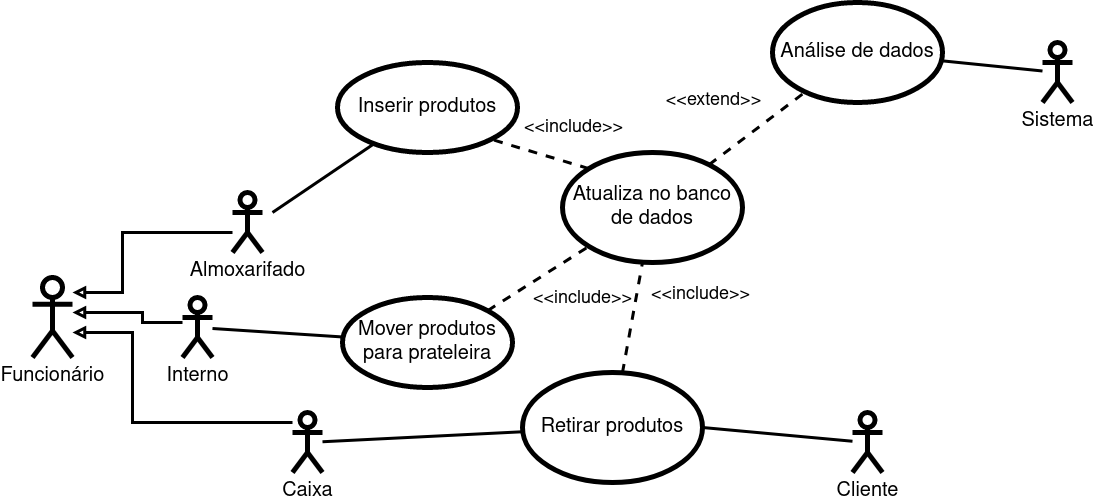 Análise de dados
Sistema
<<extend>>
Inserir produtos
<<include>>
Atualiza no banco
de dados
Almoxarifado
<<include>>
<<include>>
Funcionário
Interno
Mover produtos
para prateleira
Retirar produtos
Caixa
Cliente